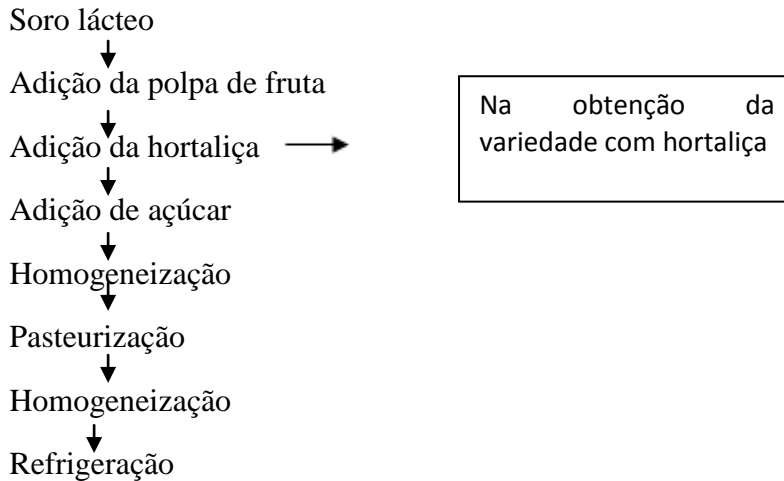 Soro lácteo
Adição da polpa de fruta
Adição da hortaliça
Na obtenção da
variedade com hortaliça
Adição de açúcar
Homogeneização
Pasteurização
Homogeneização
Refrigeração